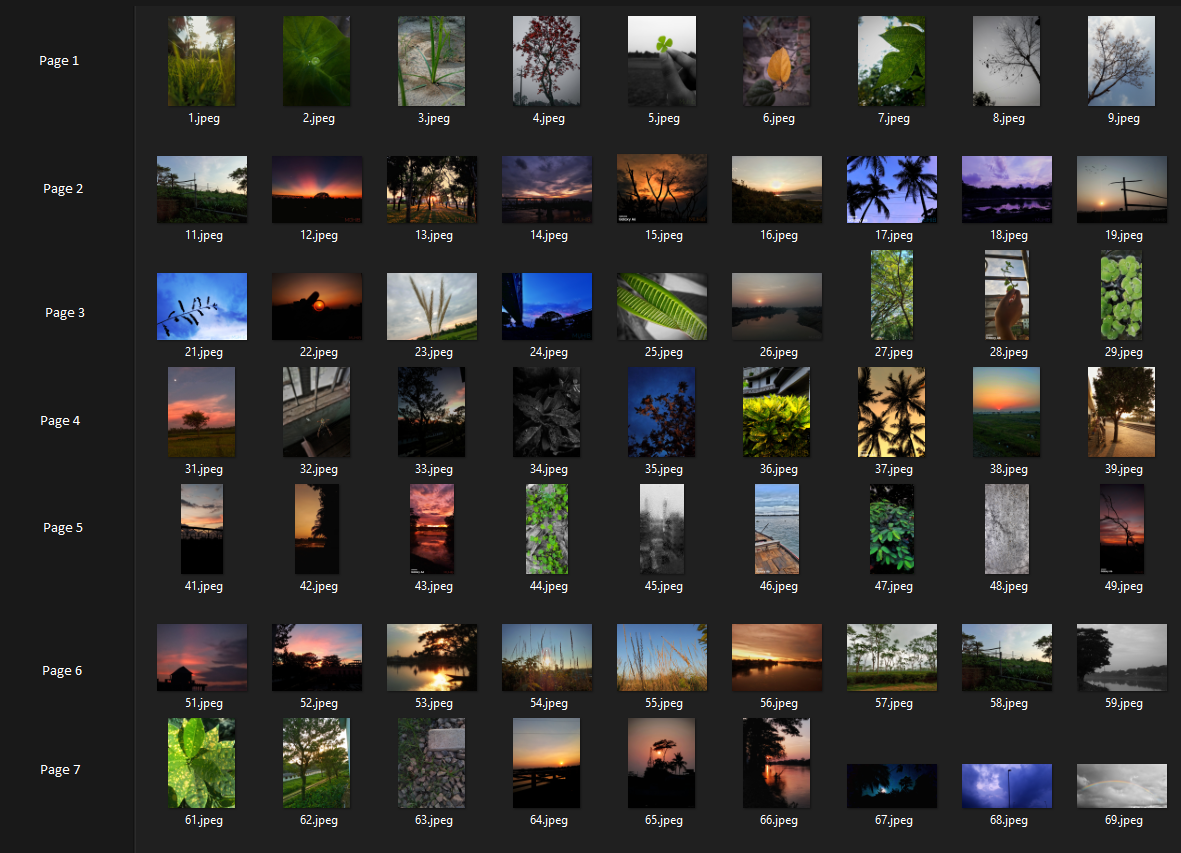 Page 1
1.jpeg 2.jpeg 3.jpeg 4.jpeg 5.jpeg 6.jpeg 7.jpeg 8.jpeg 9.jpeg
Page 2
11.jpeg 12.jpeg 13.jpeg 14.jpeg 15.jpeg 16.jpeg 17.jpeg 18.jpeg 19.jpeg
Page 3
21.jpeg 22.jpeg 23.jpeg 24.jpeg 25.jpeg 26.jpeg 27.jpeg 28.jpeg 29.jpeg
Page 4
31.jpeg 32.jpeg 33.jpeg 34.jpeg 35.jpeg 36.jpeg 37.jpeg 38.jpeg 39.jpeg
Page 5
41.jpeg 42.jpeg 43.jpeg 44.jpeg 45.jpeg 46.jpeg 47.jpeg 48.jpeg 49.jpeg
Page 6
51.jpeg 52.jpeg 53.jpeg 54.jpeg 55.jpeg 56.jpeg 57.jpeg 58.jpeg 59.jpeg
Page 7
61.jpeg 62.jpeg 63.jpeg 64.jpeg 65.jpeg 66.jpeg 67.jpeg 68.jpeg 69.jpeg